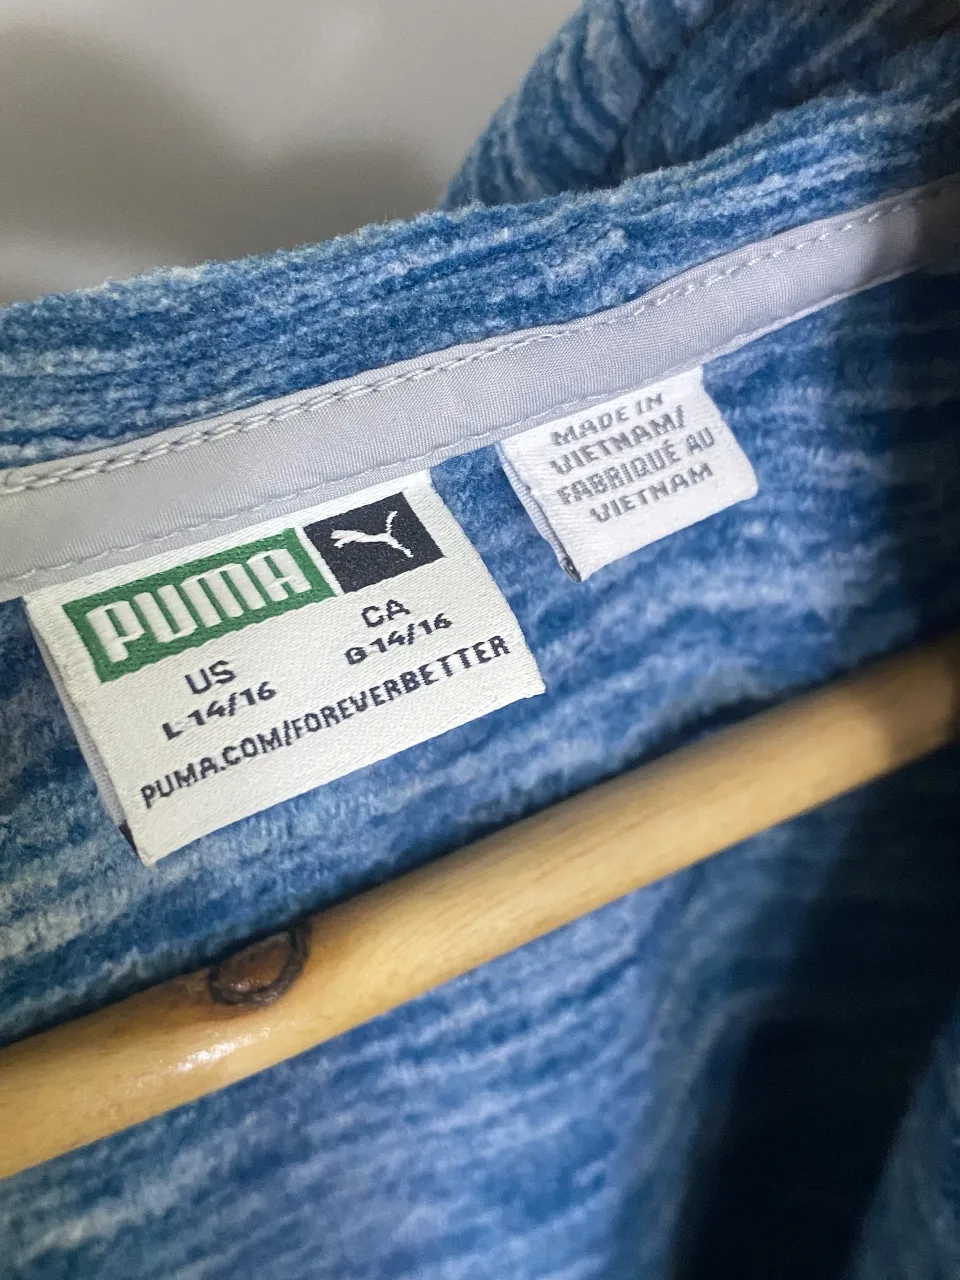 PUMA
US
L 14/16
CA
G 14/16
PUMA.COM/FOREVERBETTER
MADE IN
VIETNAM/
FABRIQUÉ AU
VIETNAM